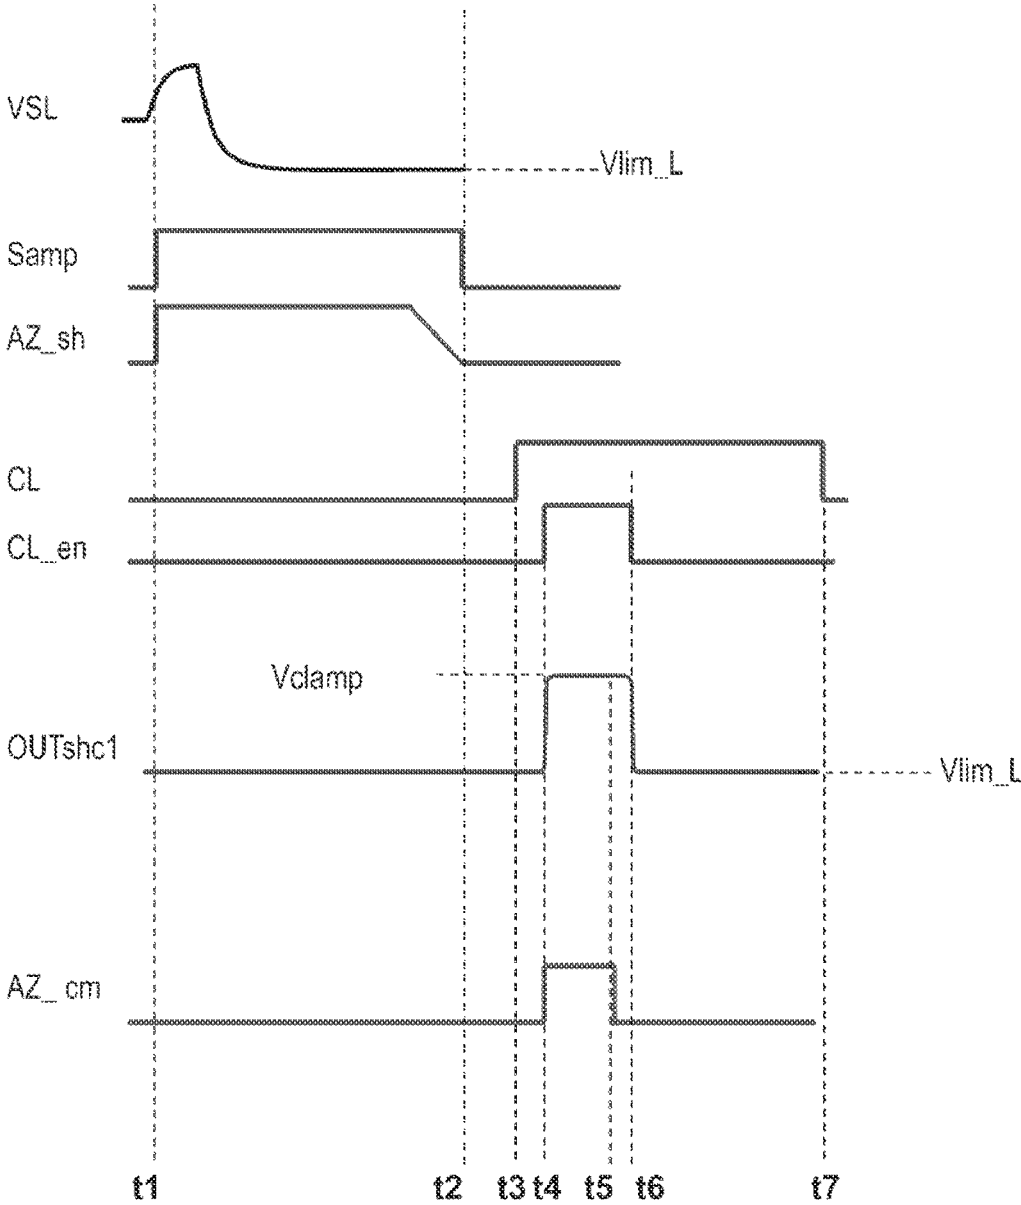 VSL
Vlim_L
Samp
AZ_sh
CL
CL_en
Vclamp
OUTshc1
Vlim_L
AZ_ cm
t1 t2 t3 t4 t5 t6 t7